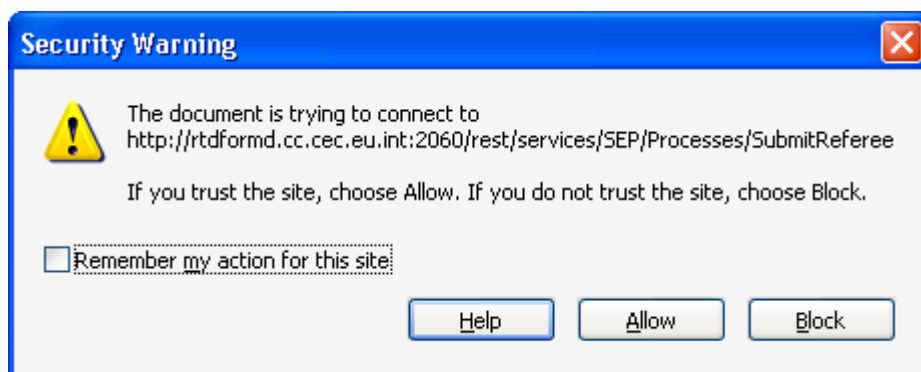 Security Warning
The document is trying to connect to
http://rtdformd.cc.cec.eu.int:2060/rest/services/SEP/Processes/SubmitReferee
If you trust the site, choose Allow. If you do not trust the site, choose Block.
Remember my action for this site
Help Allow Block